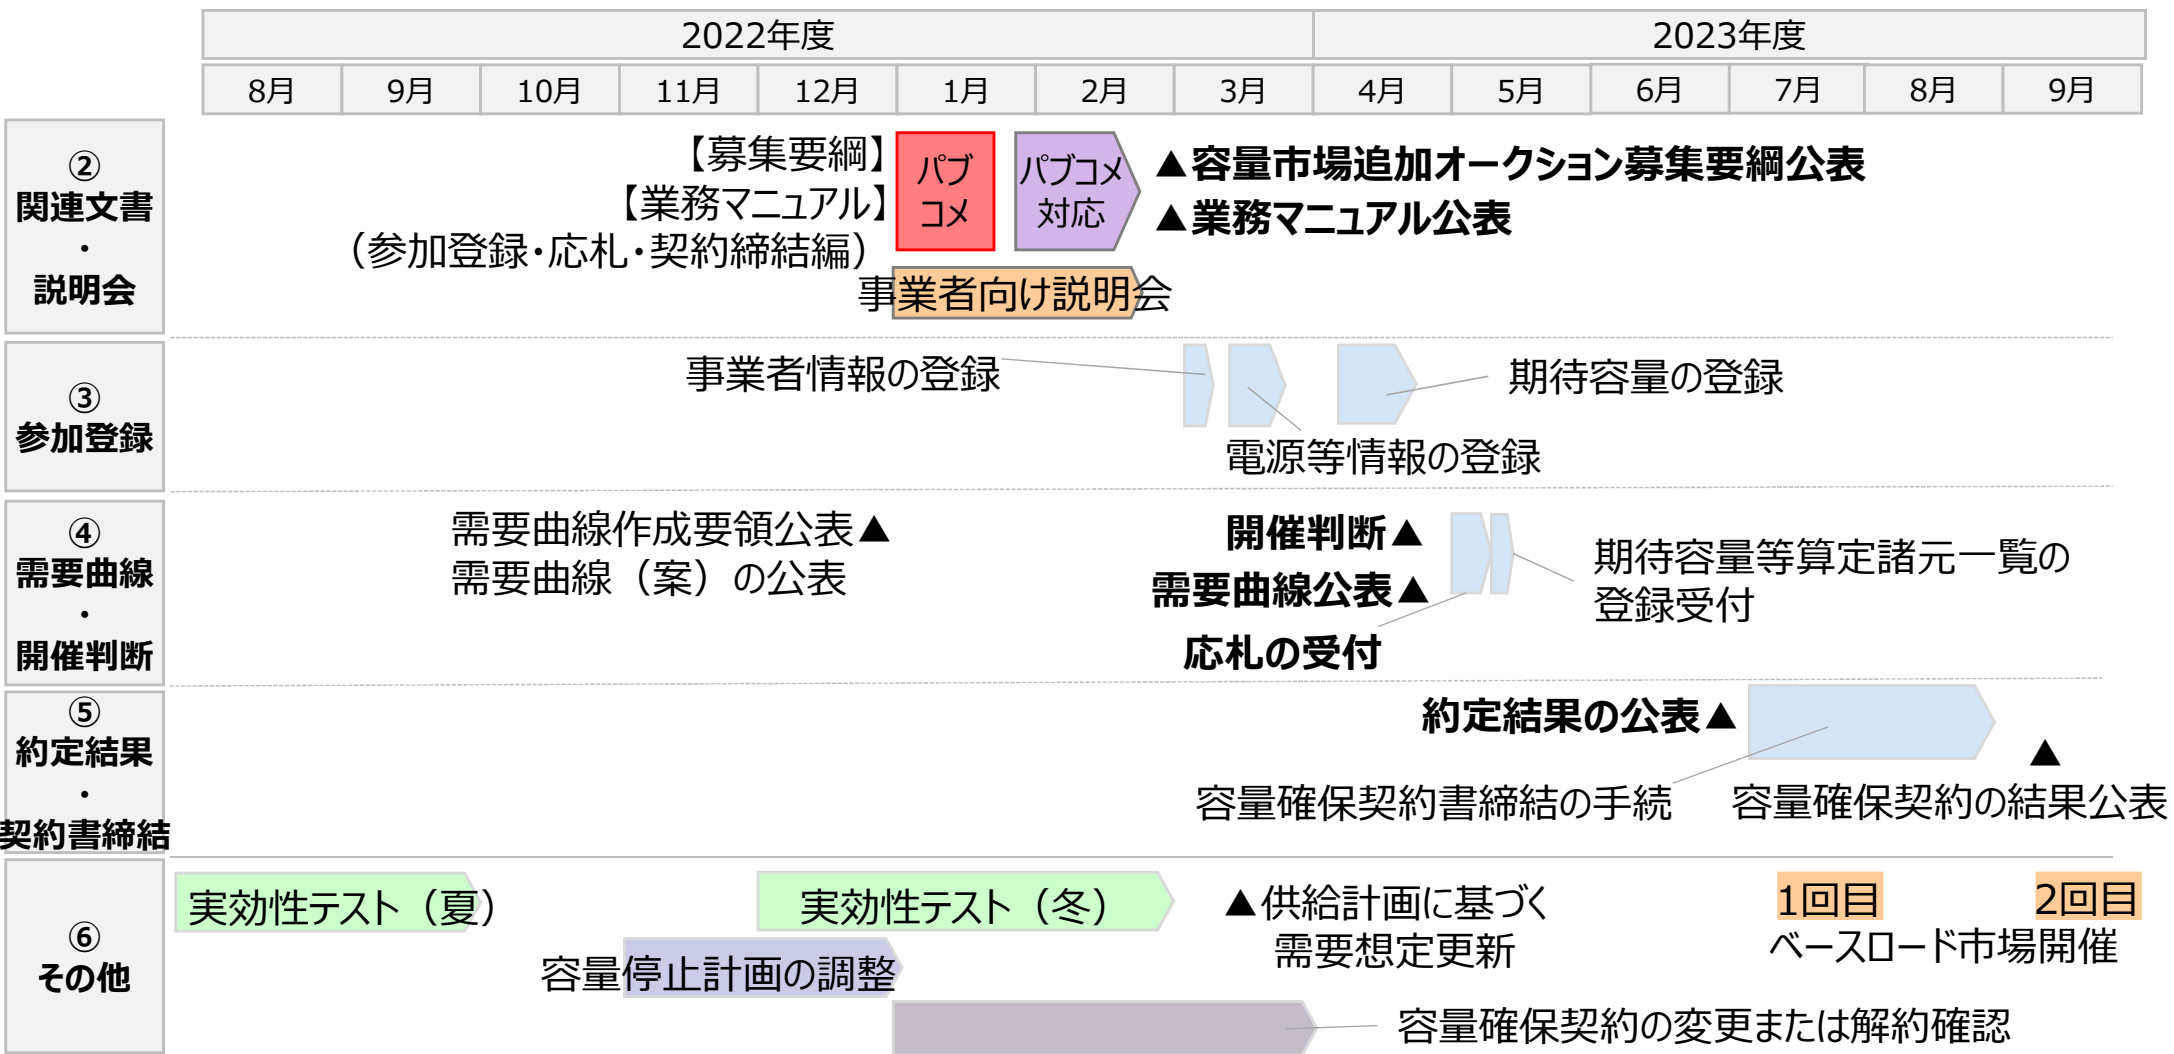 2022年度
2023年度
8月
9月
10月
11月
12月
1月
2月
3月
4月
5月
6月
7月
8月
9月
②
関連文書
・
説明会
【募集要綱】
【業務マニュアル】
（参加登録・応札・契約締結編）
パブ
コメ
パブコメ
対応
▲容量市場追加オークション募集要綱公表
▲業務マニュアル公表
事業者向け説明会
③
参加登録
事業者情報の登録
電源等情報の登録
期待容量の登録
④
需要曲線
・
開催判断
需要曲線作成要領公表▲
需要曲線（案）の公表
開催判断▲
需要曲線公表▲
応札の受付
期待容量等算定諸元一覧の
登録受付
⑤
約定結果
・
契約書締結
約定結果の公表▲
容量確保契約書締結の手続
▲
容量確保契約の結果公表
⑥
その他
実効性テスト（夏）
実効性テスト（冬）
容量停止計画の調整
▲供給計画に基づく
需要想定更新
1回目
2回目
ベースロード市場開催
容量確保契約の変更または解約確認